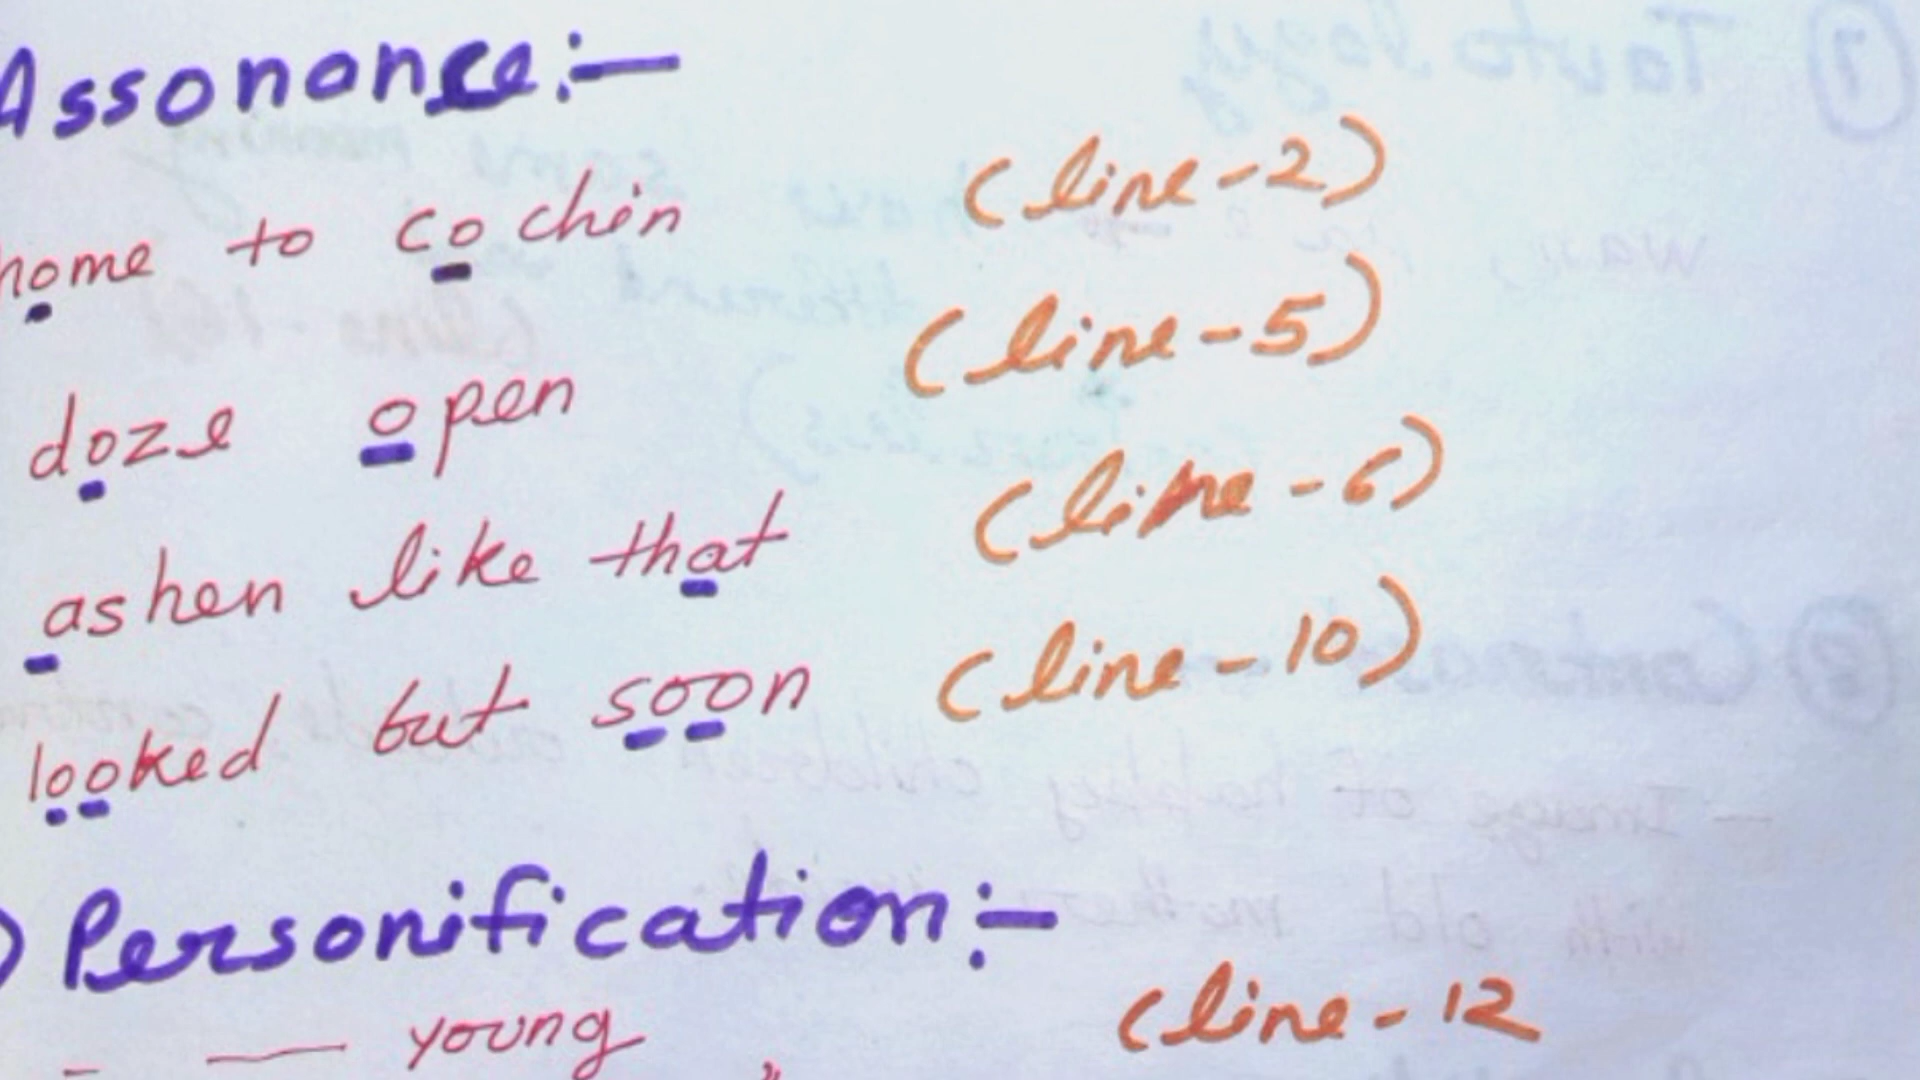 Assonance:-
home to cochin (line-2)
doze open (line-5)
ashen like that (line-6)
looked but soon (line-10)
) Personification:-
- — young (line-12